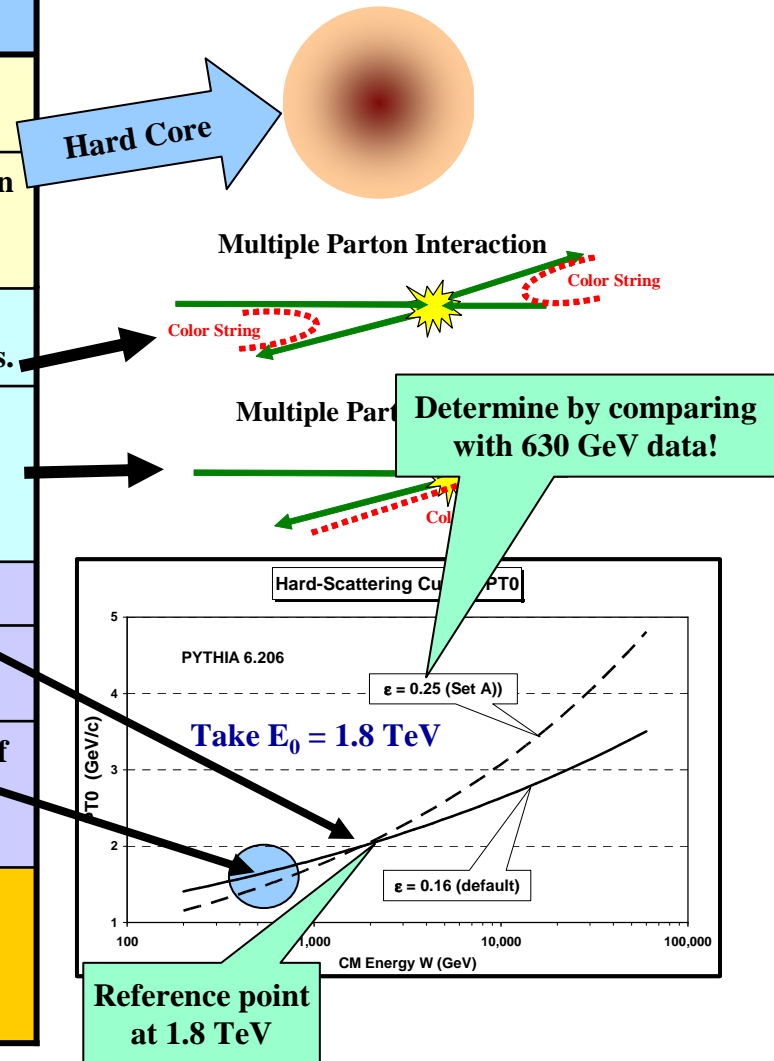 Hard Core
n
Multiple Parton Interaction
Color String
Color String
s.
Multiple Part
Determine by comparing
with 630 GeV data!
Hard-Scattering Cu PT0
5
PYTHIA 6.206
ε = 0.25 (Set A))
4
Take E₀ = 1.8 TeV
3
PT0 (GeV/c)
f
2
ε = 0.16 (default)
1
100
1,000
10,000
100,000
CM Energy W (GeV)
Reference point
at 1.8 TeV